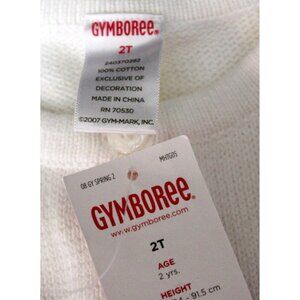 GYMBOREE®
2T
240370282
100% COTTON
EXCLUSIVE OF
DECORATION
MADE IN CHINA
RN 70530
©2007 GYM-MARK, INC.
08 GY SPRING 2
MH1G05
GYMBOREE®
www.gymboree.com
2T
AGE
2 yrs.
HEIGHT
91.5 cm